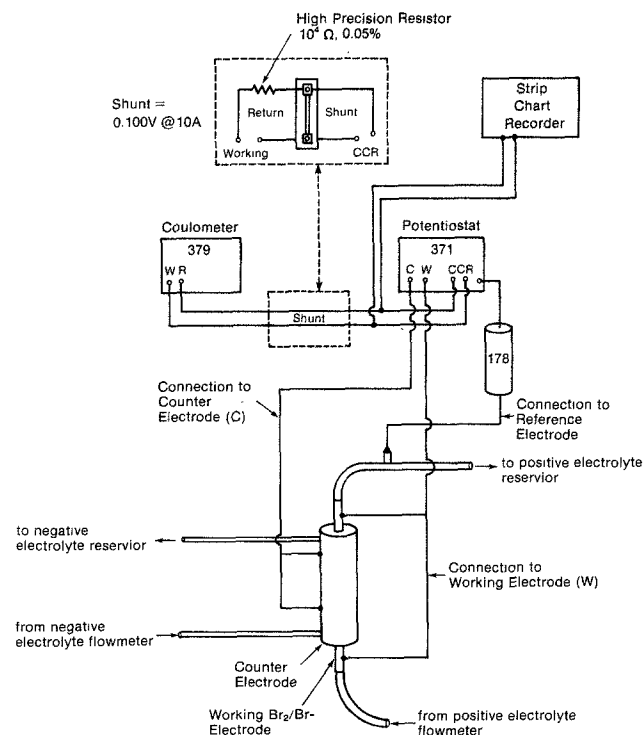 High Precision Resistor
10⁴ Ω, 0.05%
Shunt =
0.100V @ 10A
Return
Shunt
Working
CCR
Strip
Chart
Recorder
Coulometer
379
W R
Potentiostat
371
C W CCR
Shunt
178
Connection to
Counter
Electrode (C)
Connection to
Reference
Electrode
to positive electrolyte
reservior
to negative
electrolyte reservior
Connection to
Working Electrode (W)
from negative
electrolyte flowmeter
Counter
Electrode
Working Br₂/Br-
Electrode
from positive electrolyte
flowmeter